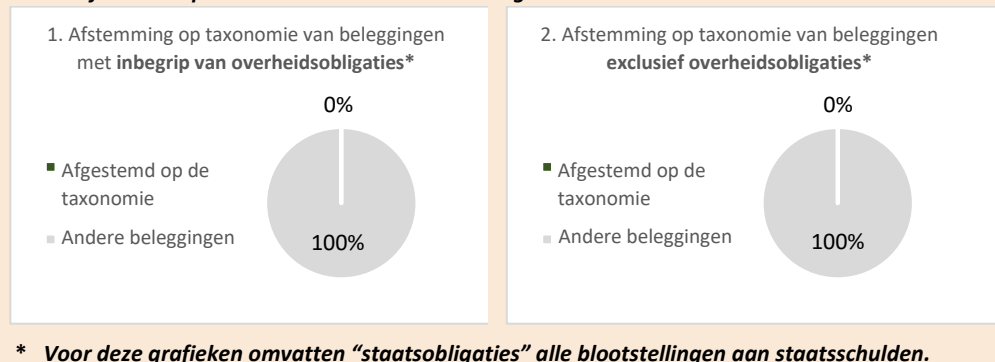 1. Afstemming op taxonomie van beleggingen
met inbegrip van overheidsobligaties*
0%
Afgestemd op de
taxonomie
Andere beleggingen
100%
2. Afstemming op taxonomie van beleggingen
exclusief overheidsobligaties*
0%
Afgestemd op de
taxonomie
Andere beleggingen
100%
* Voor deze grafieken omvatten “staatsobligaties” alle blootstellingen aan staatsschulden.